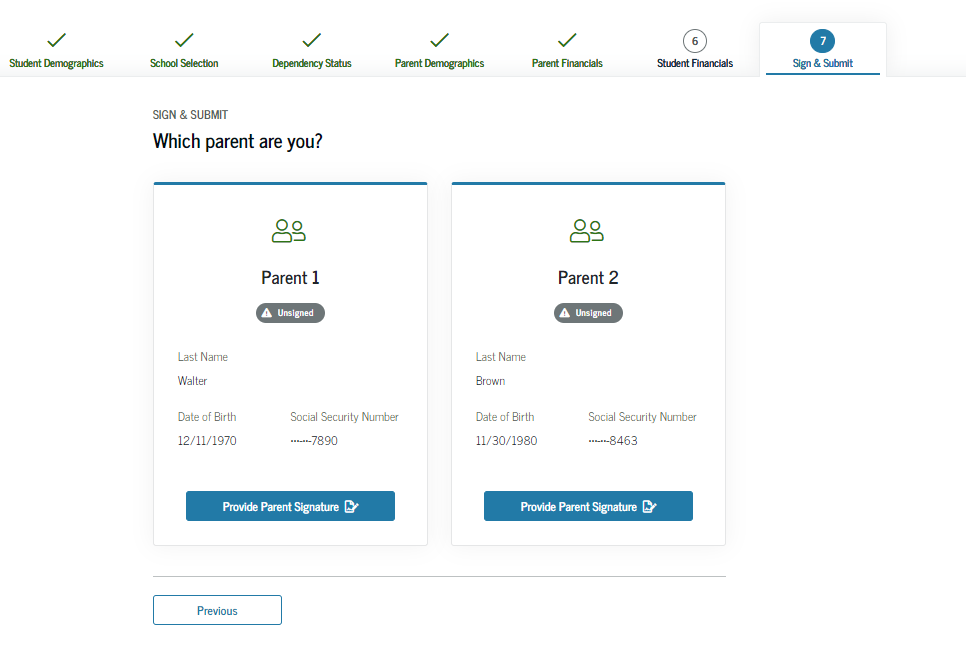 6 7
Student Demographics School Selection Dependency Status Parent Demographics Parent Financials Student Financials Sign & Submit
SIGN & SUBMIT
Which parent are you?
Parent 1 Parent 2
Unsigned Unsigned
Last Name Last Name
Walter Brown
Date of Birth Social Security Number Date of Birth Social Security Number
12/11/1970 •••-••-7890 11/30/1980 •••-••-8463
Provide Parent Signature Provide Parent Signature
Previous